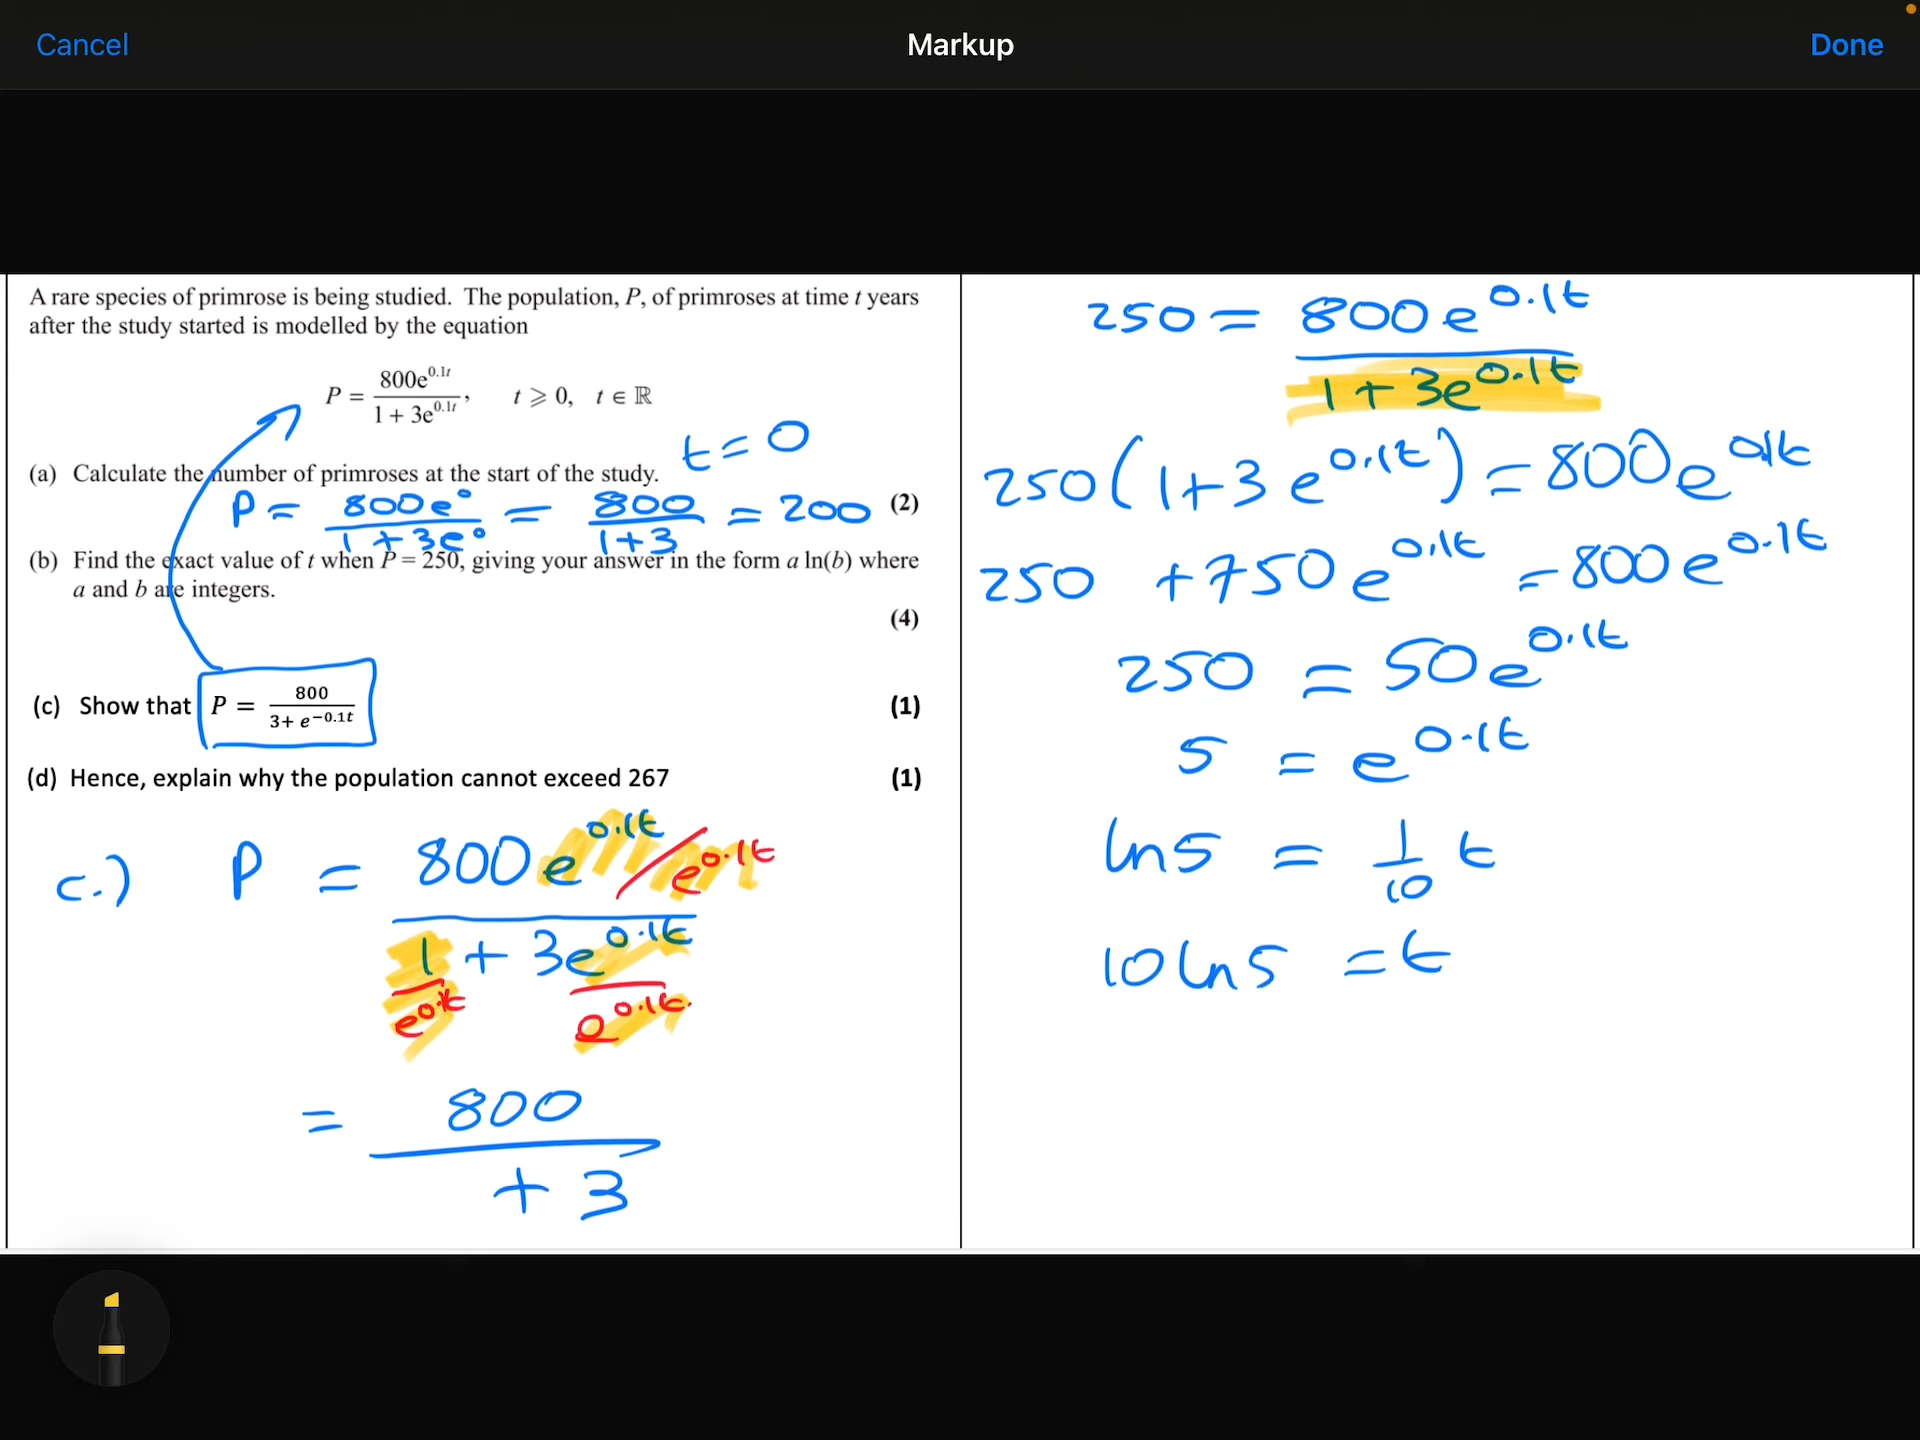 Cancel
Markup
Done
A rare species of primrose is being studied. The population, P, of primroses at time t years
after the study started is modelled by the equation
P = 800e^0.1t / 1 + 3e^0.1t, t ⩾ 0, t ∈ ℝ
t = 0
(a) Calculate the number of primroses at the start of the study.
P = 800e^0 / 1 + 3e^0 = 800 / 1+3 = 200 (2)
(b) Find the exact value of t when P = 250, giving your answer in the form a ln(b) where
a and b are integers.
(4)
(c) Show that P = 800 / 3+ e^−0.1t (1)
(d) Hence, explain why the population cannot exceed 267 (1)
c.) P = 800e^0.1t / e^0.1t
1 / e^0.1t + 3e^0.1t / e^0.1t
= 800 / + 3
250 = 800e^0.1t / 1 + 3e^0.1t
250(1+3e^0.1t) = 800e^0.1t
250 + 750e^0.1t = 800e^0.1t
250 = 50e^0.1t
5 = e^0.1t
ln5 = 1/10 t
10 ln5 = t